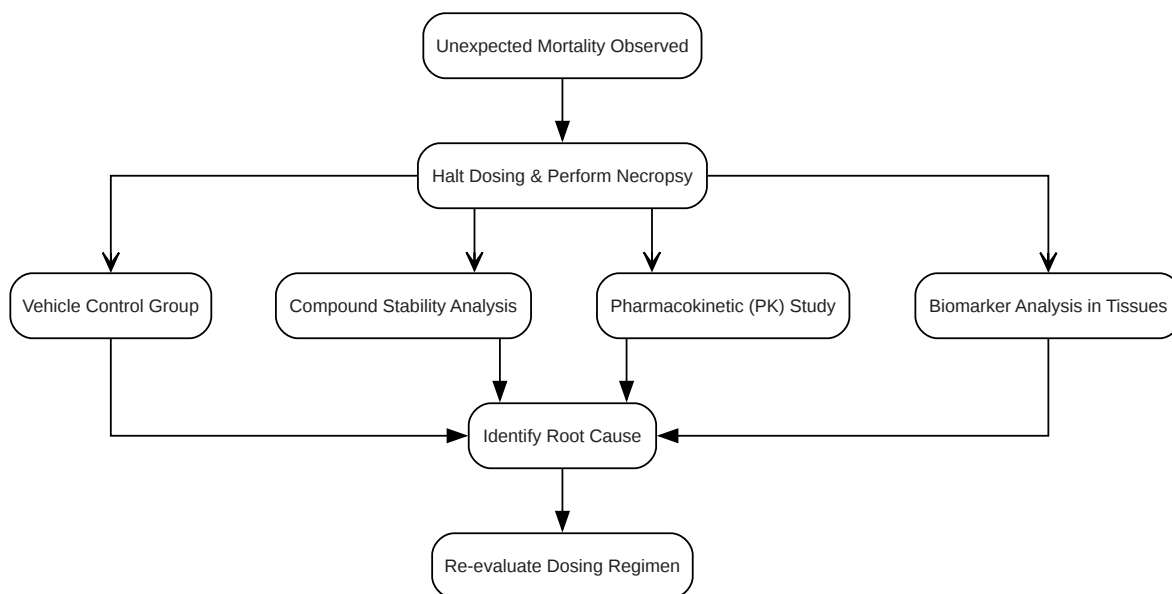 Unexpected Mortality Observed
Halt Dosing & Perform Necropsy
Vehicle Control Group
Compound Stability Analysis
Pharmacokinetic (PK) Study
Biomarker Analysis in Tissues
Identify Root Cause
Re-evaluate Dosing Regimen